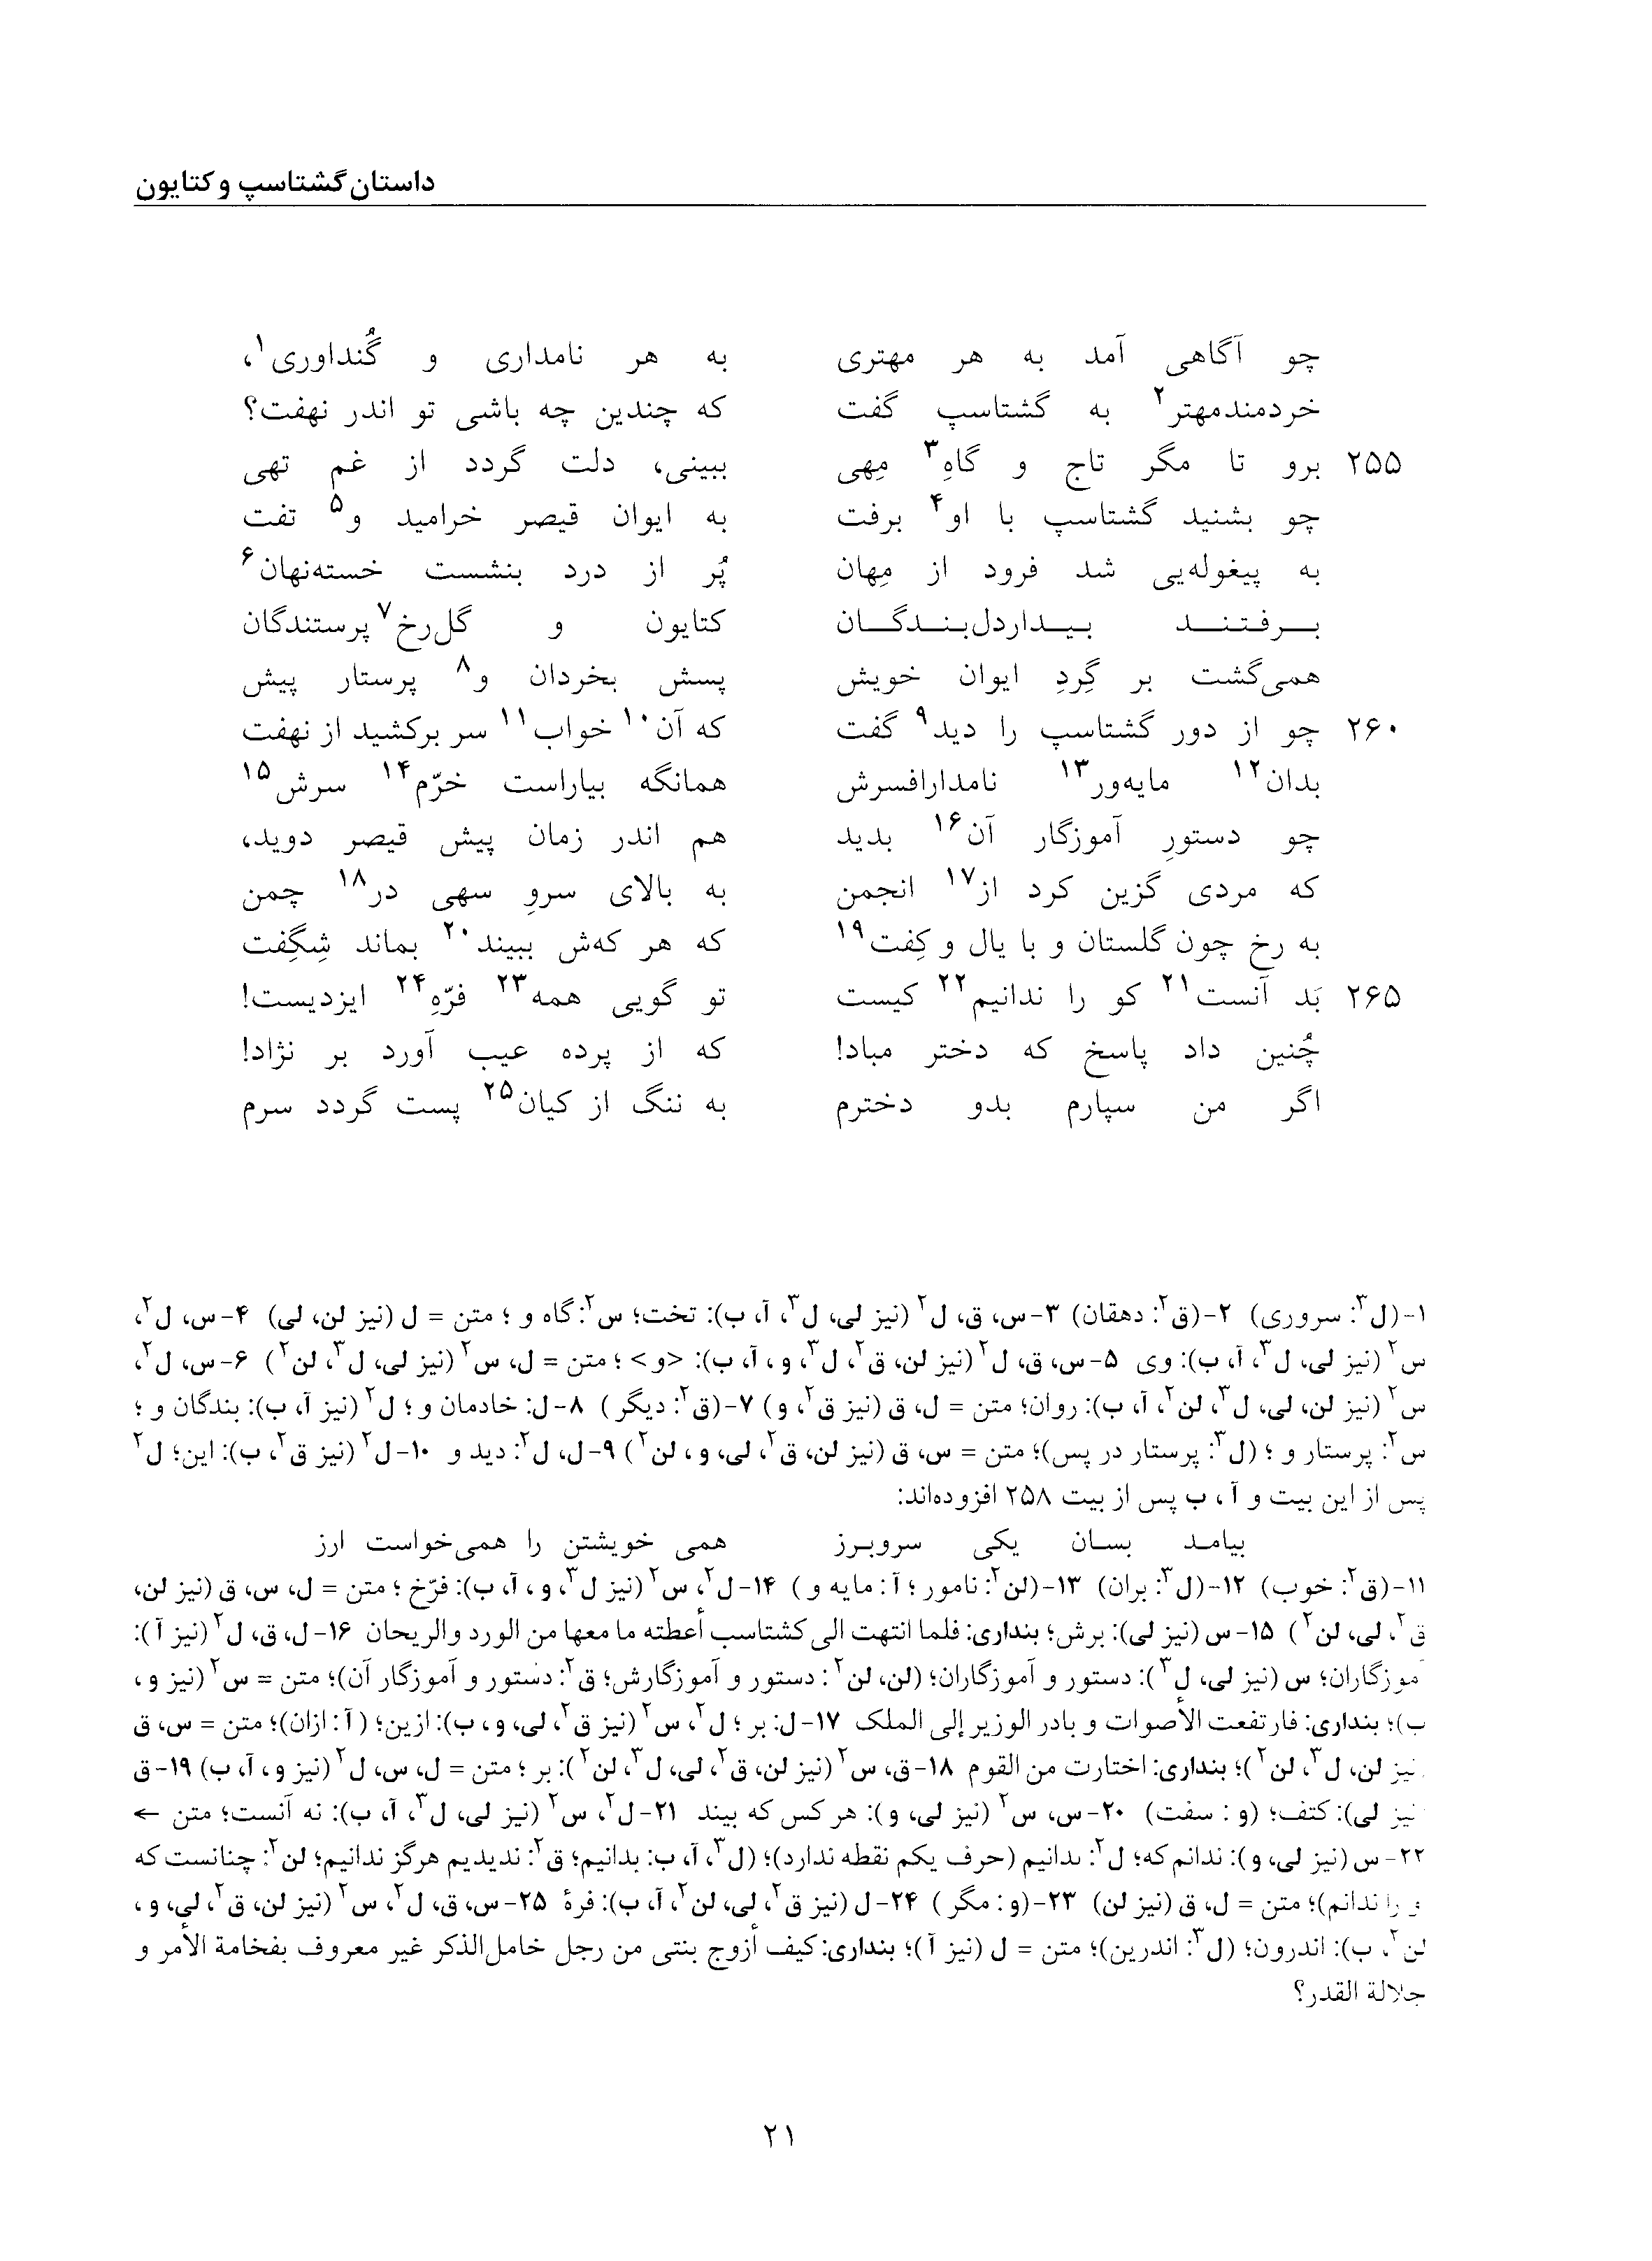 داستان گشتاسپ و کتایون
چو آگاهی آمد به هر مهتری به هر نامداری و گُنداوری۱،
خردمندمهتر۲ به گشتاسپ گفت که چندین چه باشی تو اندر نهفت؟
۲۵۵ برو تا مگر تاج و گاهِ۳ مِهی ببینی، دلت گردد از غم تهی
چو بشنید گشتاسپ با او۴ برفت به ایوان قیصر خرامید و۵ تفت
به پیغوله‌یی شد فرود از مِهان پُر از درد بنشست خسته‌نهان۶
برفتند بیداردل‌بندگان کتایون و گل‌رخ۷ پرستندگان
همی‌گشت بر گِردِ ایوان خویش پسش بخردان و۸ پرستار پیش
۲۶۰ چو از دور گشتاسپ را دید۹ گفت که آن۱۰ خواب۱۱ سر برکشید از نهفت
بدان۱۲ مایه‌ور۱۳ نامدارافسرش همانگه بیاراست خرّم۱۴ سرش۱۵
چو دستورِ آموزگار آن۱۶ بدید هم اندر زمان پیش قیصر دوید،
که مردی گزین کرد از۱۷ انجمن به بالای سروِ سهی در۱۸ چمن
به رخ چون گلستان و با یال و کِفت۱۹ که هر که‌ش ببیند۲۰ بماند شِگِفت
۲۶۵ بَد آنست۲۱ کو را ندانیم۲۲ کیست تو گویی همه۲۳ فرّهِ۲۴ ایزدیست!
چُنین داد پاسخ که دختر مباد! که از پرده عیب آورد بر نژاد!
اگر من سپارم بدو دخترم به ننگ از کیان۲۵ پست گردد سرم
۱-(ل۳: سروری) ۲-(ق۲: دهقان) ۳-س، ق، ل۲ (نیز لی، ل۳، آ، ب): تخت؛ س۲: گاه و؛ متن = ل (نیز لن، لی) ۴-س، ل۲،
س۲ (نیز لی، ل۳، آ، ب): وی ۵-س، ق، ل۲ (نیز لن، ق۲، ل۳، و، آ، ب): <و>؛ متن = ل، س۲ (نیز لی، ل۳، لن۲) ۶-س، ل۲،
س۲ (نیز لن، لی، ل۳، لن۲، آ، ب): روان؛ متن = ل، ق (نیز ق۲، و) ۷-(ق۲: دیگر) ۸-ل: خادمان و؛ ل۲ (نیز آ، ب): بندگان و؛
س۲: پرستار و؛ (ل۳: پرستار در پس)؛ متن = س، ق (نیز لن، ق۲، لی، و، لن۲) ۹-ل، ل۲: دید و ۱۰-ل۲ (نیز ق۲، ب): این؛ ل۲
پس از این بیت و آ، ب پس از بیت ۲۵۸ افزوده‌اند:
بیامد بسان یکی سروبرز همی خویشتن را همی‌خواست ارز
۱۱-(ق۲: خوب) ۱۲-(ل۳: بران) ۱۳-(لن۲: نامور؛ آ: مایه و) ۱۴-ل۲، س۲ (نیز ل۳، و، آ، ب): فرّخ؛ متن = ل، س، ق (نیز لن،
ق۲، لی، لن۲) ۱۵-س (نیز لی): برش؛ بنداری: فلما انتهت الی کشتاسب أعطته ما معها من الورد والریحان ۱۶-ل، ق، ل۲ (نیز آ):
آموزگاران؛ س (نیز لی، ل۳): دستور و آموزگاران؛ (لن، لن۲: دستور و آموزگارش؛ ق۲: دستور و آموزگار آن)؛ متن = س۲ (نیز و،
ب)؛ بنداری: فارتفعت الأصوات و بادر الوزیر إلی الملک ۱۷-ل: بر؛ ل۲، س۲ (نیز ق۲، لی، و، ب): ازین؛ (آ: ازان)؛ متن = س، ق
نیز لن، ل۳، لن۲)؛ بنداری: اختارت من القوم ۱۸-ق، س۲ (نیز لن، ق۲، لی، ل۳، لن۲): بر؛ متن = ل، س، ل۲ (نیز و، آ، ب) ۱۹-ق
نیز لی): کتف؛ (و: سفت) ۲۰-س، س۲ (نیز لی، و): هر کس که بیند ۲۱-ل۲، س۲ (نیز لی، ل۳، آ، ب): نه آنست؛ متن ←
۲۲-س (نیز لی، و): ندانم که؛ ل۲: ںدانیم (حرف یکم نقطه ندارد)؛ (ل۳، آ، ب: بدانیم؛ ق۲: ندیدیم هرگز ندانیم؛ لن۲: چنانست که
و را ندانم)؛ متن = ل، ق (نیز لن) ۲۳-(و: مگر) ۲۴-ل (نیز ق۲، لی، لن۲، آ، ب): فرهٔ ۲۵-س، ق، ل۲، س۲ (نیز لن، ق۲، لی، و،
لن۲، ب): اندرون؛ (ل۳: اندرین)؛ متن = ل (نیز آ)؛ بنداری: کیف أزوج بنتی من رجل خامل‌الذکر غیر معروف بفخامة الأمر و
جلالة القدر؟
۲۱